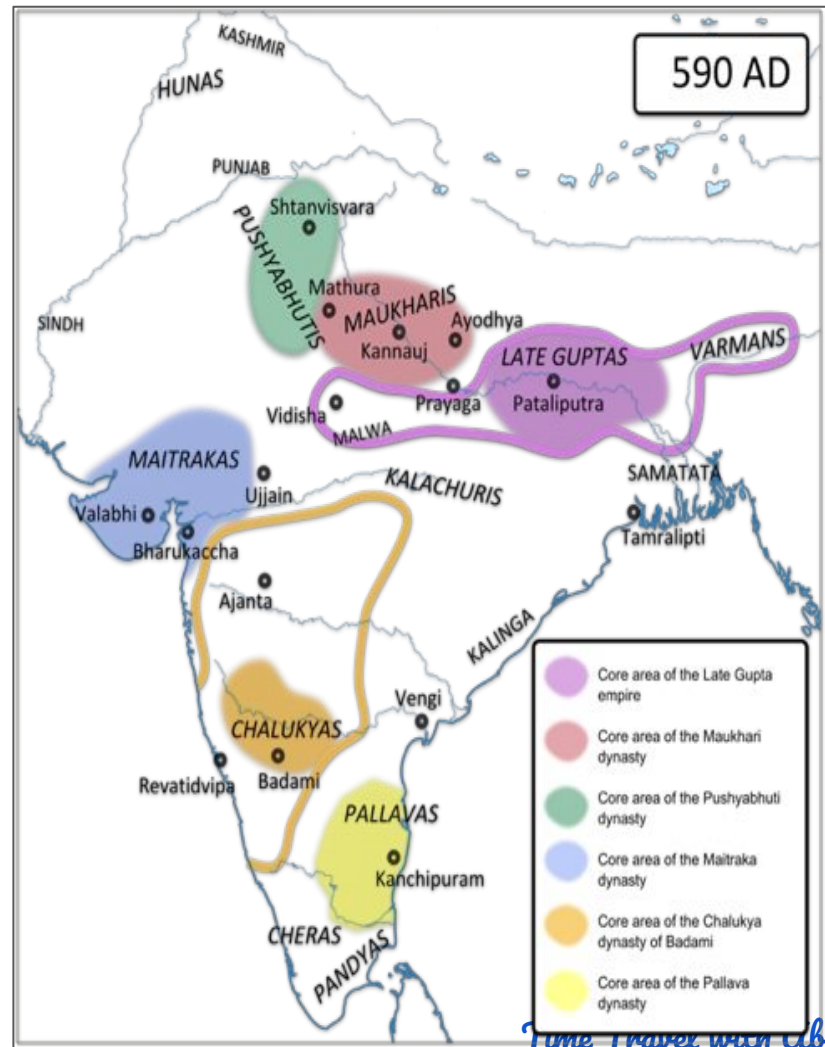 KASHMIR
590 AD
HUNAS
PUNJAB
Shtanvisvara
PUSHYABHUTIS
Mathura
MAUKHARIS
SINDH
Ayodhya
Kannauj
VARMANS
LATE GUPTAS
Prayaga
Pataliputra
Vidisha
MALWA
MAITRAKAS
SAMATATA
Ujjain
KALACHURIS
Valabhi
Tamralipti
Bharukaccha
Ajanta
KALINGA
Vengi
CHALUKYAS
Badami
Revatidvipa
PALLAVAS
Kanchipuram
CHERAS
PANDYAS
Core area of the Late Gupta
empire
Core area of the Maukhari
dynasty
Core area of the Pushyabhuti
dynasty
Core area of the Maitraka
dynasty
Core area of the Chalukya
dynasty of Badami
Core area of the Pallava
dynasty
Time Travel with